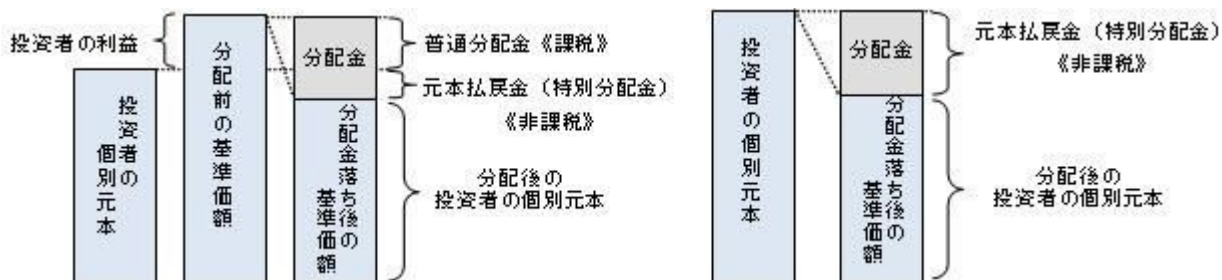 投資者の利益
投資者の
個別元本
分配前の基準価額
分配金
分配金落ち後の
基準価額
普通分配金《課税》
元本払戻金（特別分配金）
《非課税》
分配後の
投資者の個別元本
投資者の個別元本
分配金
分配金落ち後の
基準価額
元本払戻金（特別分配金）
《非課税》
分配後の
投資者の個別元本